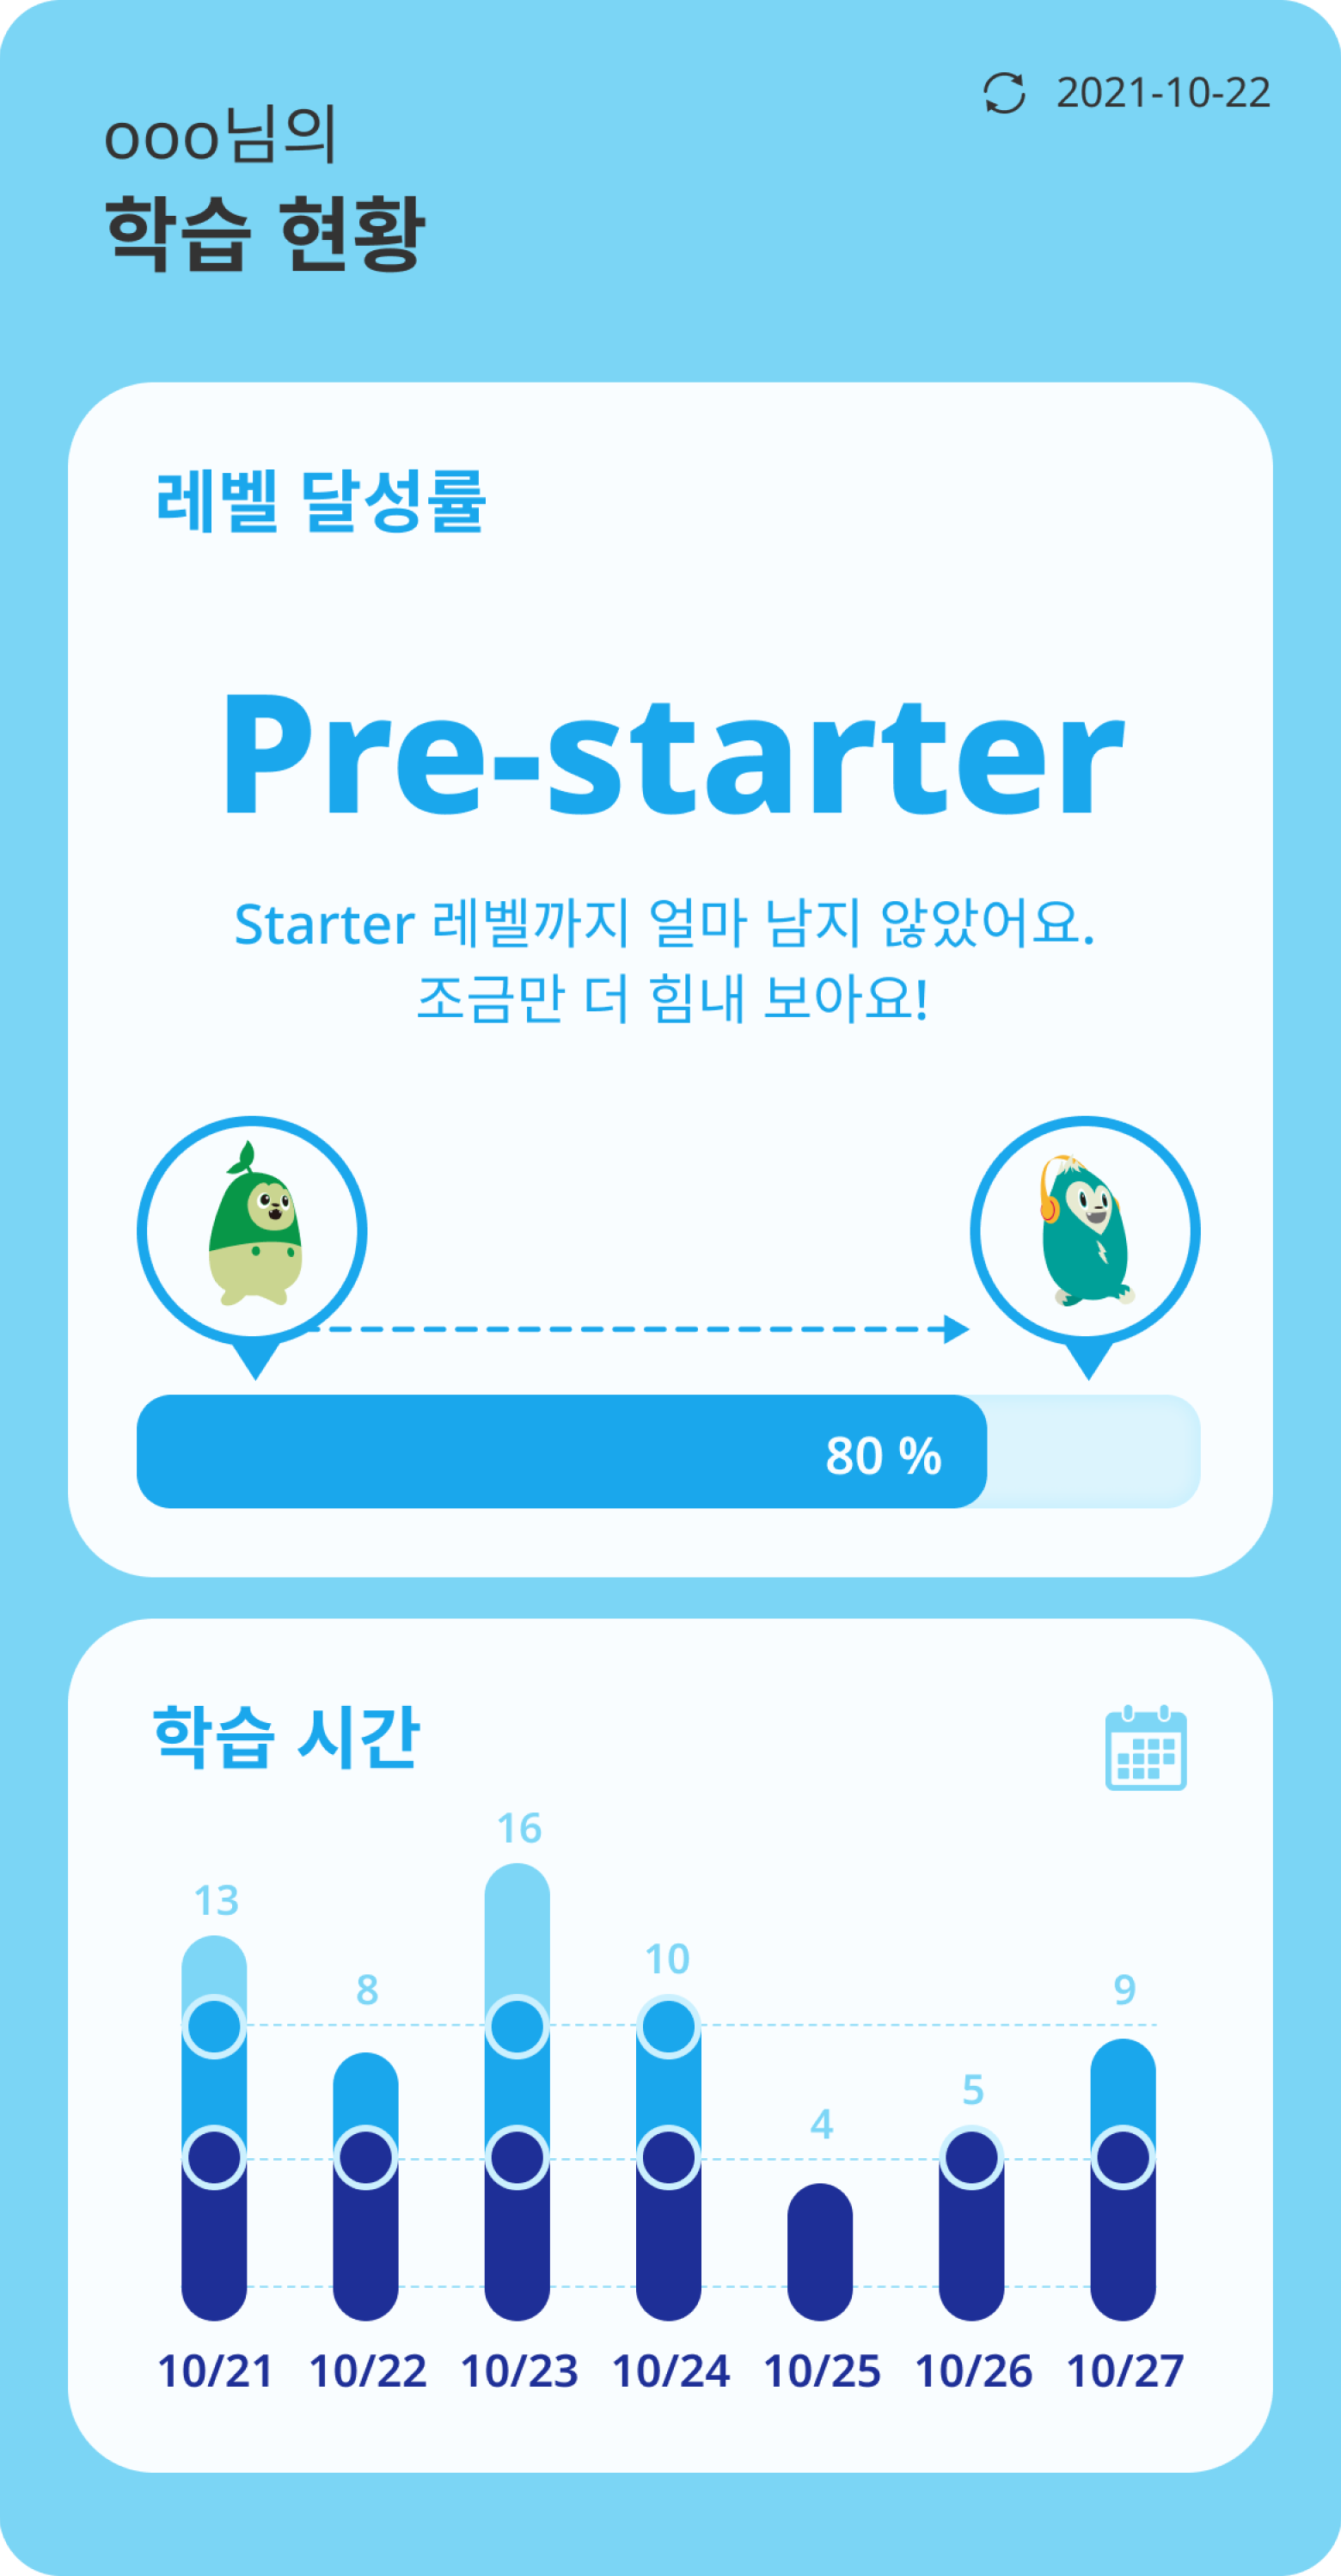 2021-10-22
ooo님의
학습 현황
레벨 달성률
Pre-starter
Starter 레벨까지 얼마 남지 않았어요.
조금만 더 힘내 보아요!
80 %
학습 시간
13 8 16 10 4 5 9
10/21 10/22 10/23 10/24 10/25 10/26 10/27